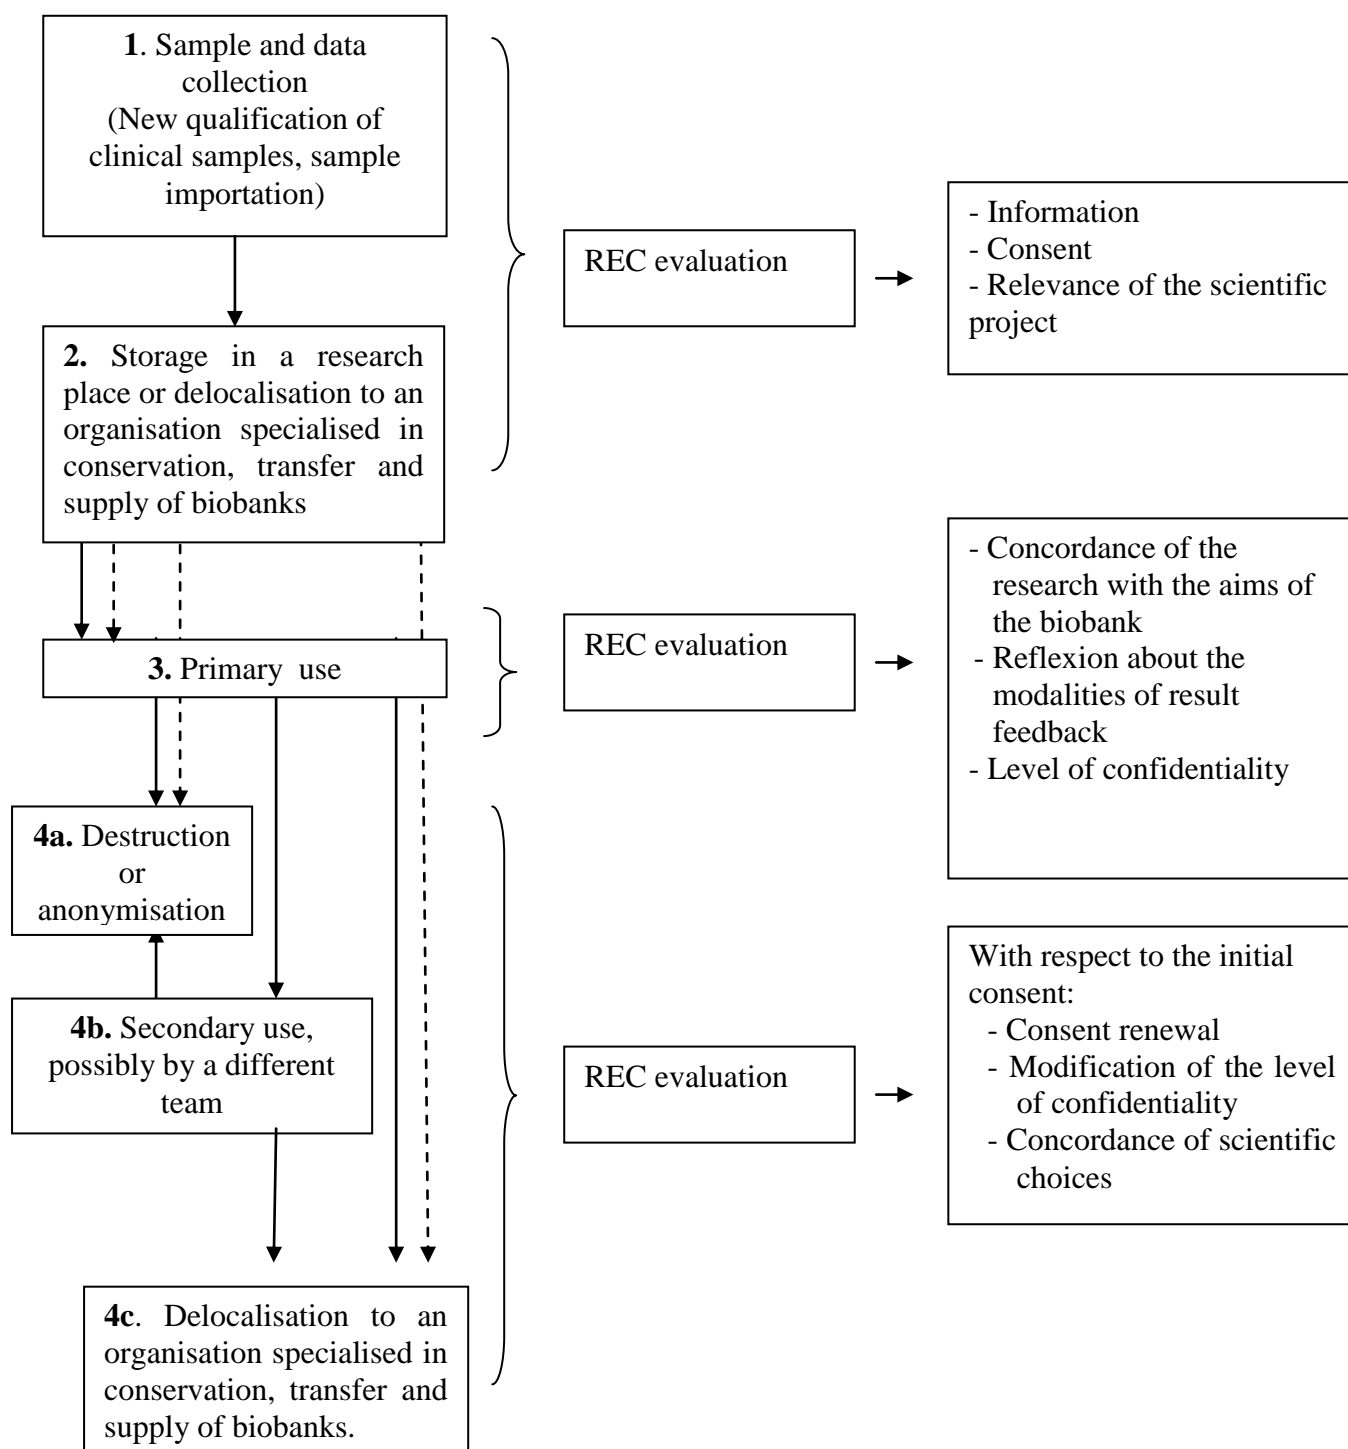 1. Sample and data
collection
(New qualification of
clinical samples, sample
importation)
REC evaluation
- Information
- Consent
- Relevance of the scientific
project
2. Storage in a research
place or delocalisation to an
organisation specialised in
conservation, transfer and
supply of biobanks
3. Primary use
REC evaluation
- Concordance of the
research with the aims of
the biobank
- Reflexion about the
modalities of result
feedback
- Level of confidentiality
4a. Destruction
or
anonymisation
4b. Secondary use,
possibly by a different
team
REC evaluation
With respect to the initial
consent:
- Consent renewal
- Modification of the level
of confidentiality
- Concordance of scientific
choices
4c. Delocalisation to an
organisation specialised in
conservation, transfer and
supply of biobanks.